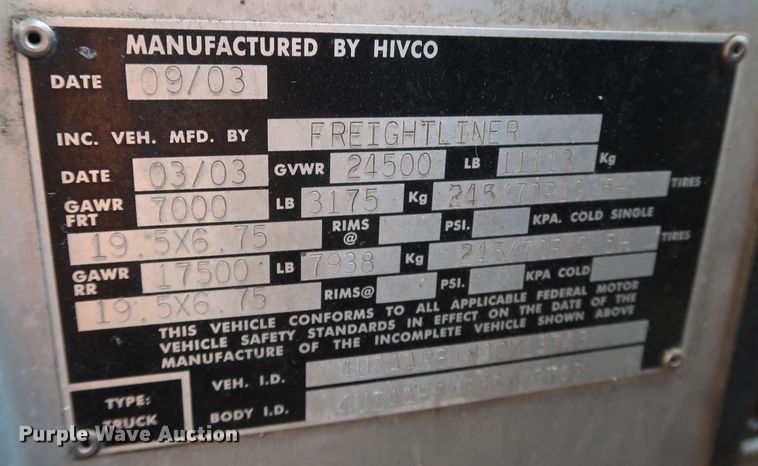 MANUFACTURED BY HIVCO
DATE 09/03
INC. VEH. MFD. BY FREIGHTLINER
DATE 03/03 GVWR 24500 LB 11113 Kg
GAWR FRT 7000 LB 3175 Kg TIRES
19.5X6.75 RIMS @ PSI. KPA. COLD SINGLE
GAWR RR 17500 LB 7938 Kg TIRES
19.5X6.75 RIMS@ PSI. KPA COLD
THIS VEHICLE CONFORMS TO ALL APPLICABLE FEDERAL MOTOR
VEHICLE SAFETY STANDARDS IN EFFECT ON THE DATE OF THE
MANUFACTURE OF THE INCOMPLETE VEHICLE SHOWN ABOVE
VEH. I.D.
TYPE: TRUCK
BODY I.D.
Purple Wave Auction